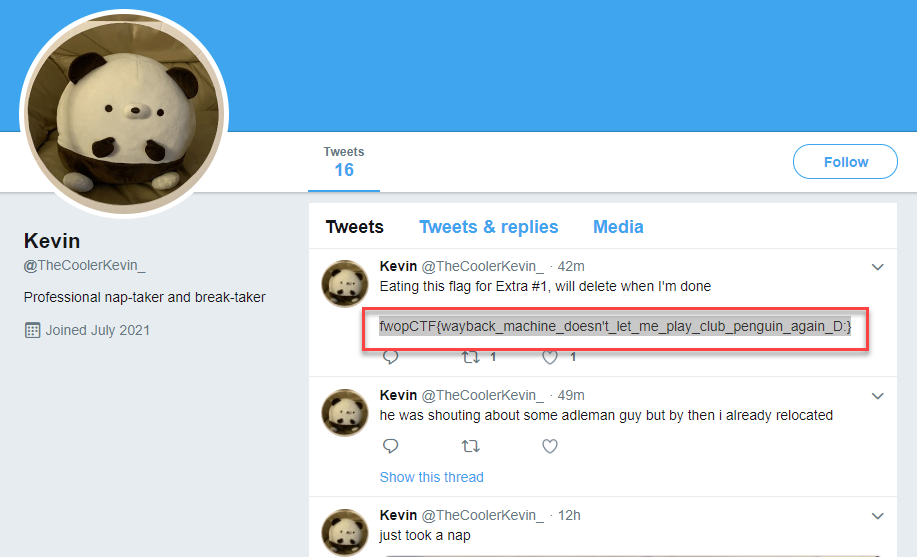 Tweets
16
Follow
Kevin
@TheCoolerKevin_
Professional nap-taker and break-taker
Joined July 2021
Tweets Tweets & replies Media
Kevin @TheCoolerKevin_ · 42m
Eating this flag for Extra #1, will delete when I'm done
fwopCTF{wayback_machine_doesn't_let_me_play_club_penguin_again_D:}
1 1
Kevin @TheCoolerKevin_ · 49m
he was shouting about some adleman guy but by then i already relocated
Show this thread
Kevin @TheCoolerKevin_ · 12h
just took a nap